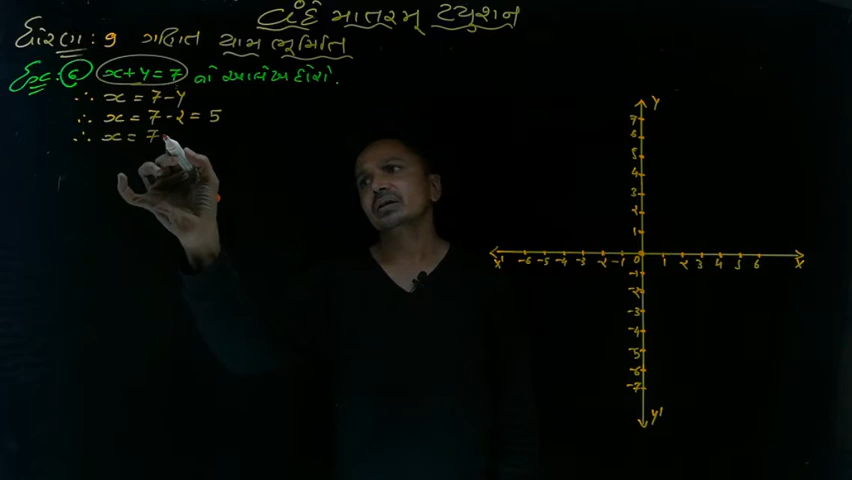 વંદે માતરમ્ ટ્યુશન
ધોરણ : 9 ગણિત યામ ભૂમિતિ
Ex : 6 x + y = 7 નો આલેખ દોરો.
∴ x = 7 - y
∴ x = 7 - 2 = 5
∴ x = 7
Y
7
6
5
4
3
2
1
X' -6 -5 -4 -3 -2 -1 0 1 2 3 4 5 6 X
-1
-2
-3
-4
-5
-6
-7
Y'